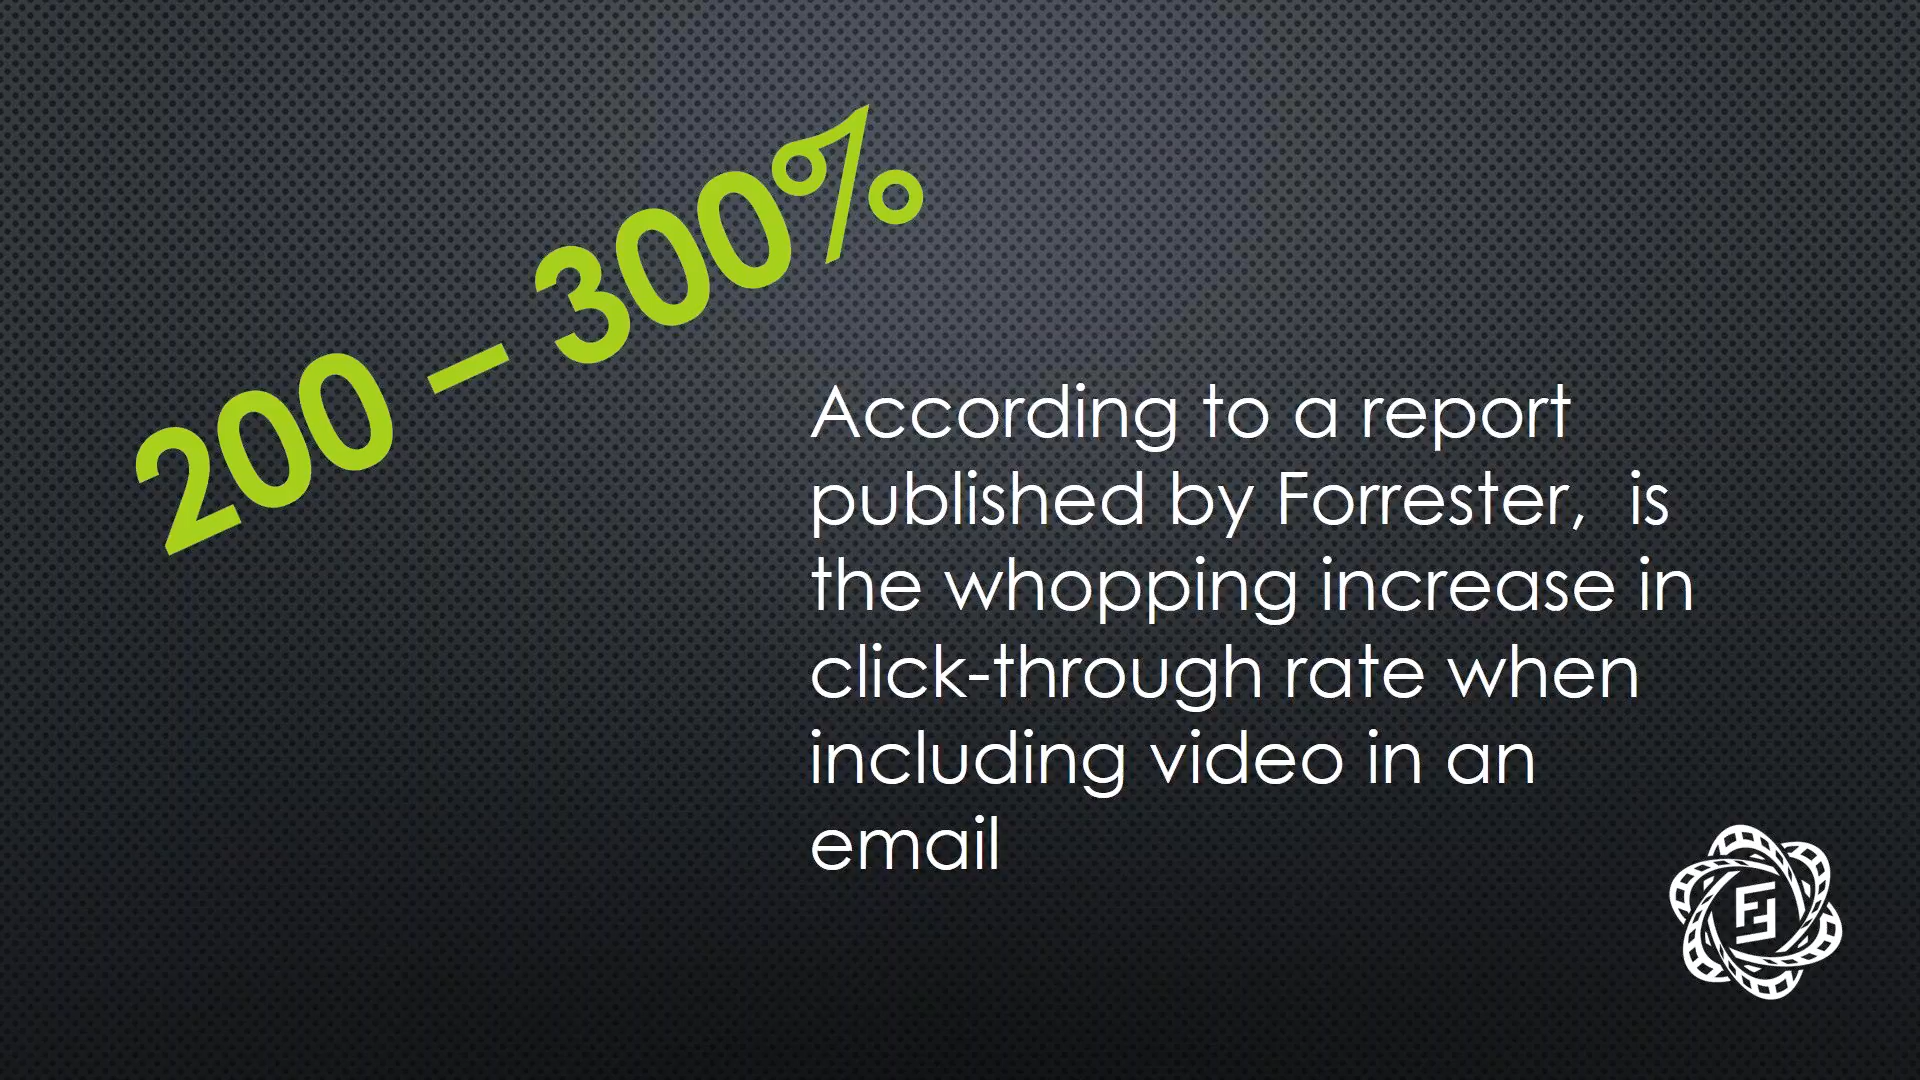 200 – 300%
According to a report
published by Forrester,  is
the whopping increase in
click-through rate when
including video in an
email